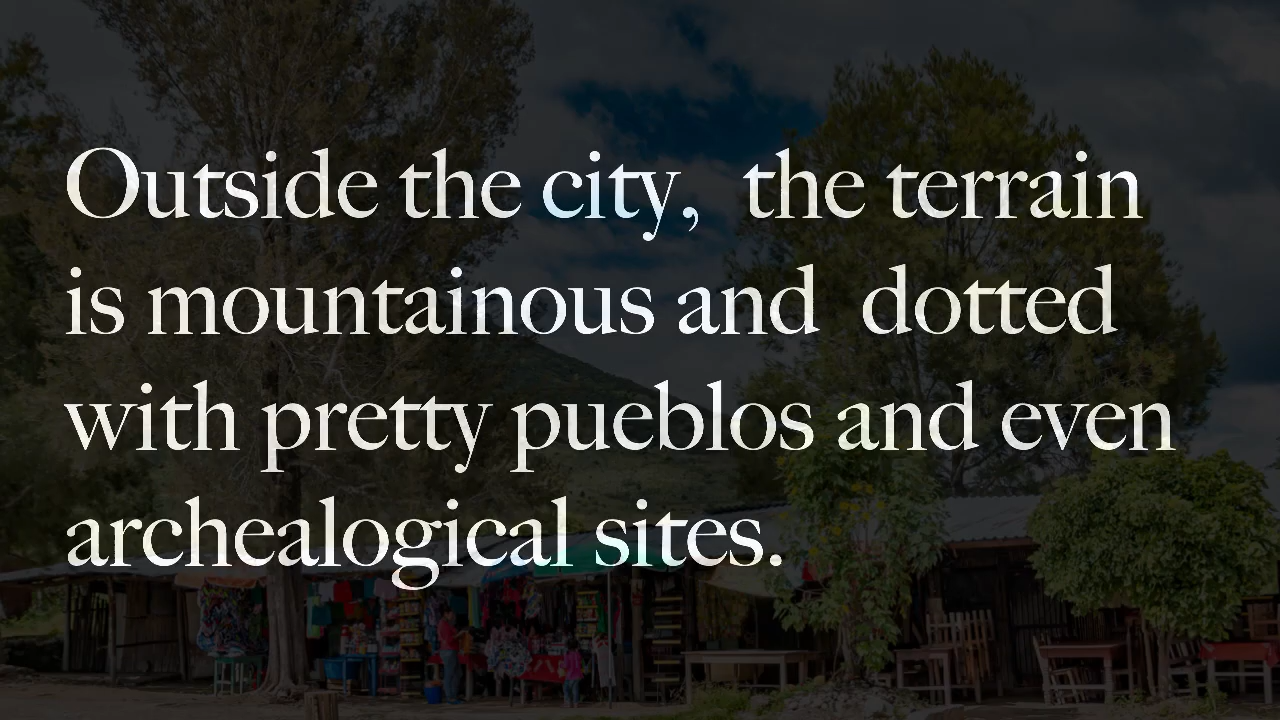 Outside the city,  the terrain
is mountainous and  dotted
with pretty pueblos and even
archealogical sites.